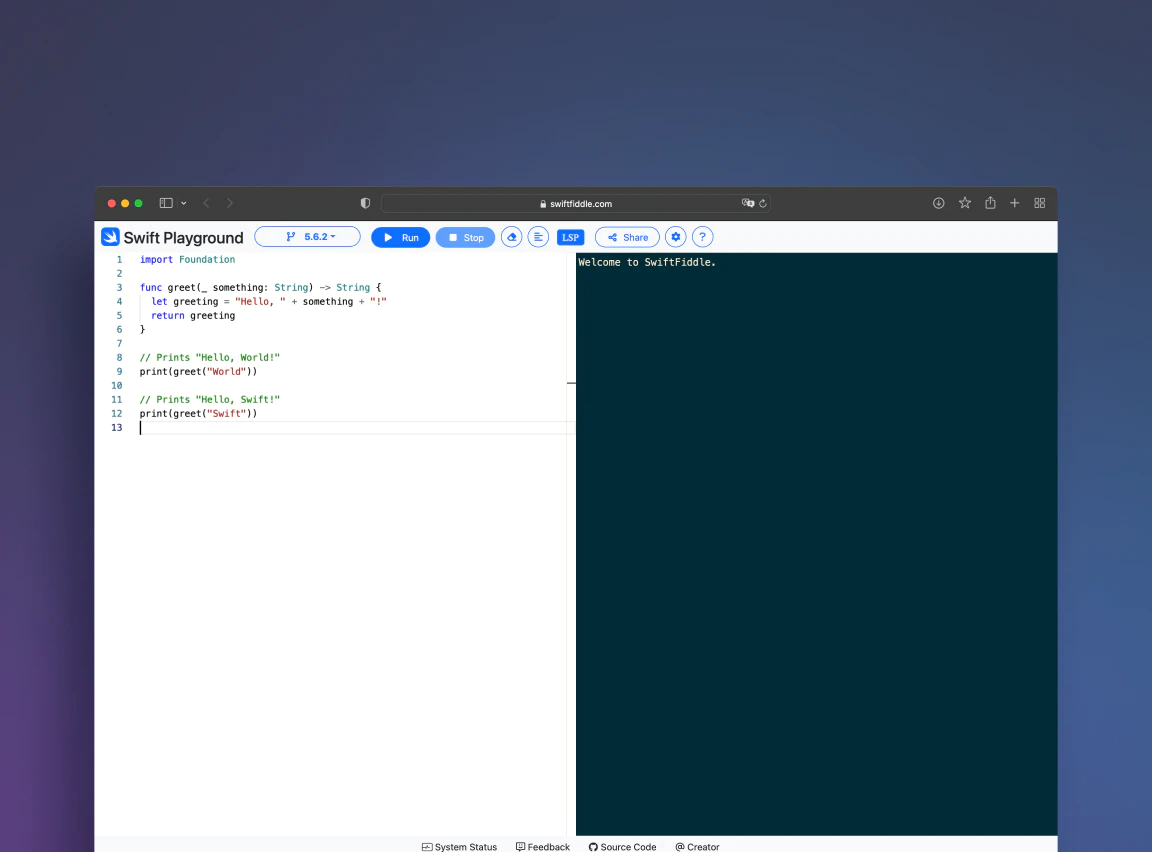 swiftfiddle.com
Swift Playground 5.6.2 Run Stop LSP Share ?
1 import Foundation
2
3 func greet(_ something: String) -> String {
4 let greeting = "Hello, " + something + "!"
5 return greeting
6 }
7
8 // Prints "Hello, World!"
9 print(greet("World"))
10
11 // Prints "Hello, Swift!"
12 print(greet("Swift"))
13
Welcome to SwiftFiddle.
System Status Feedback Source Code @ Creator